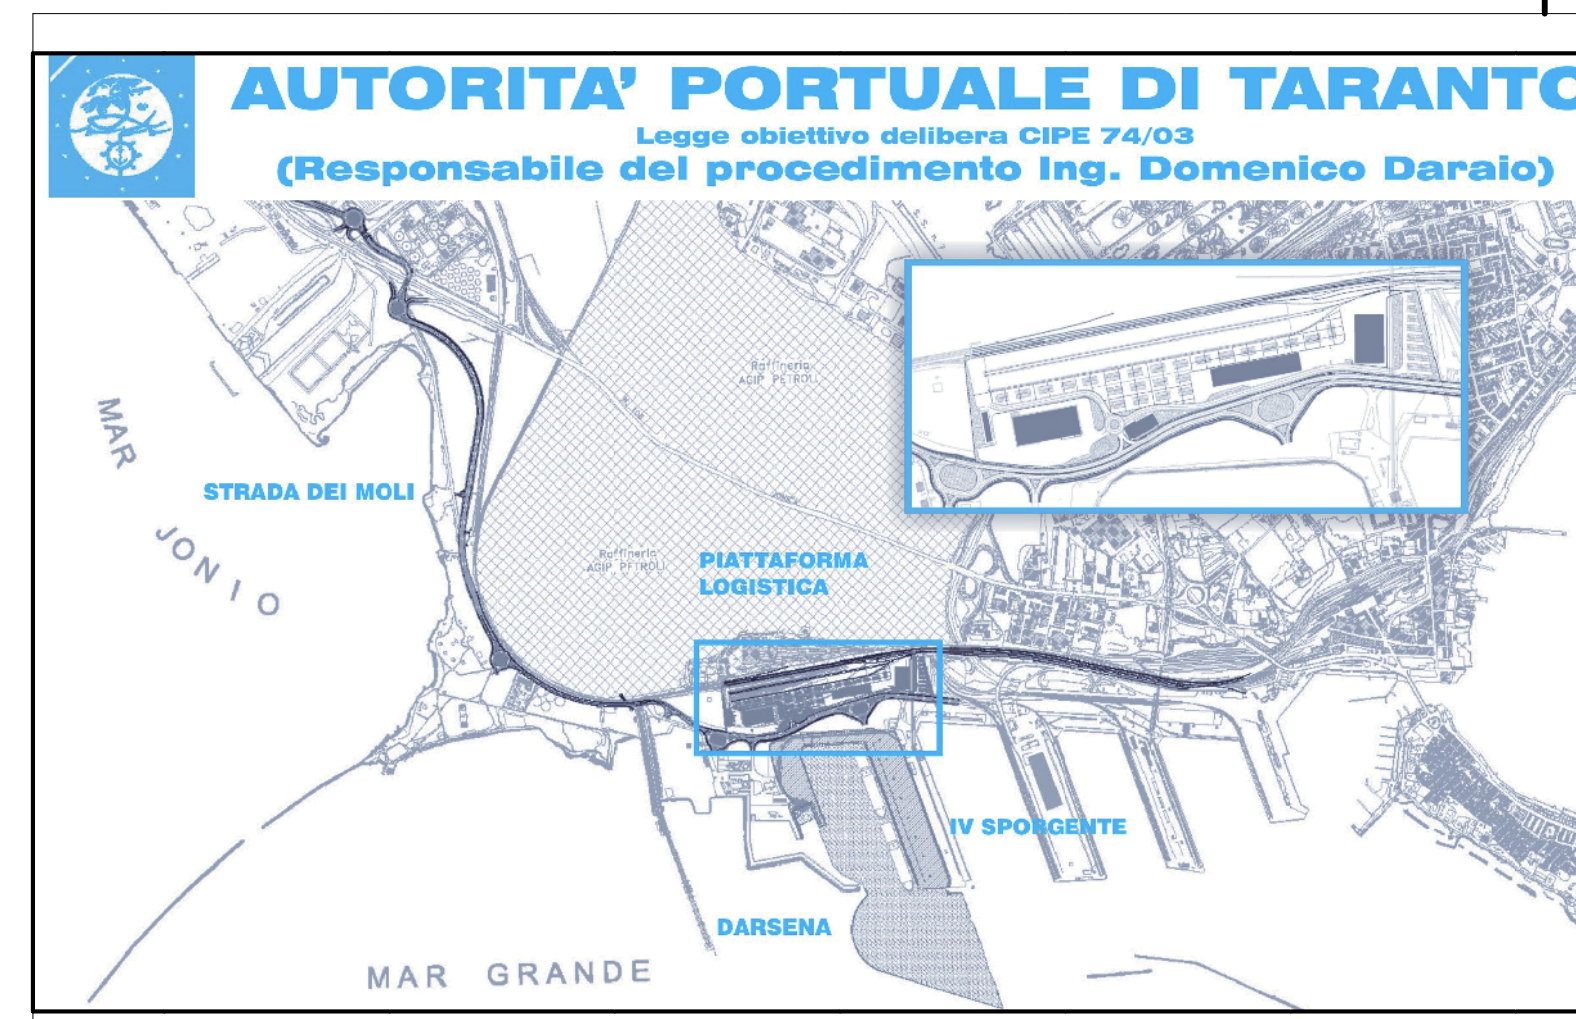 AUTORITA' PORTUALE DI TARANTO
Legge obiettivo delibera CIPE 74/03
(Responsabile del procedimento Ing. Domenico Daraio)
Raffineria
AGIP PETROLI
MAR
JONIO
STRADA DEI MOLI
Raffineria
AGIP PETROLI
PIATTAFORMA
LOGISTICA
IV SPORGENTE
DARSENA
MAR GRANDE